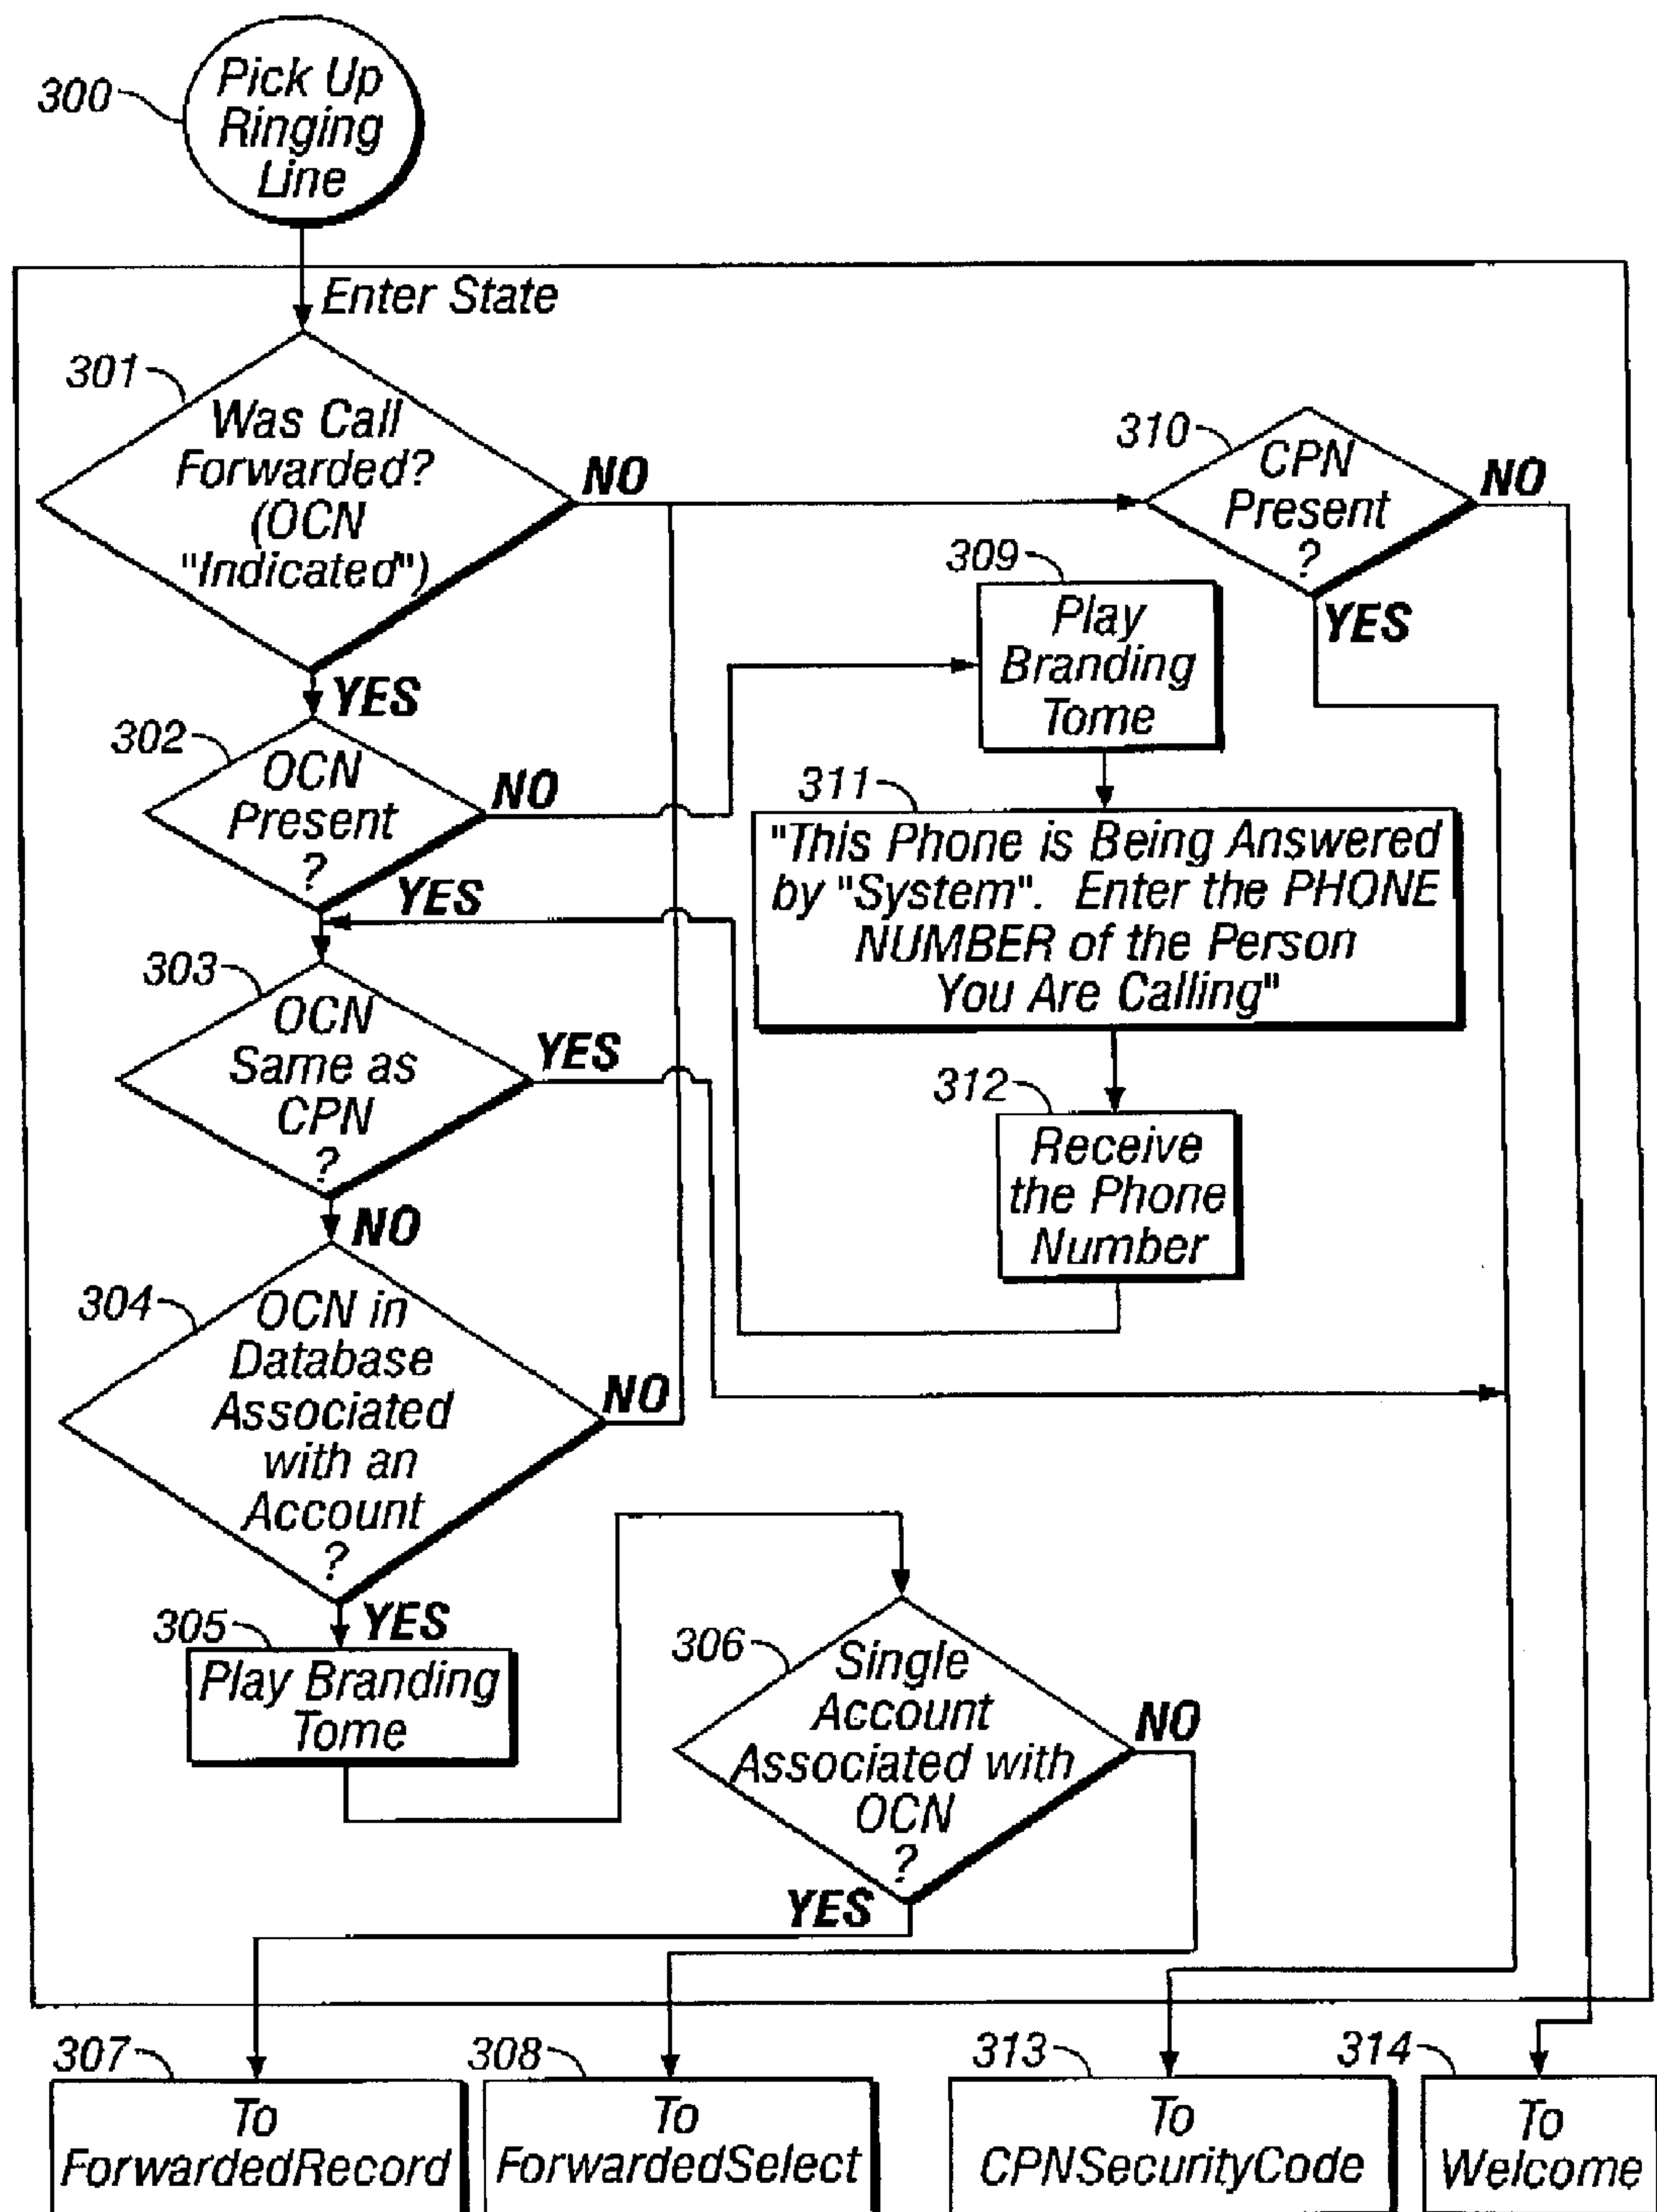 300
Pick Up
Ringing
Line
Enter State
301
Was Call
Forwarded?
(OCN
"Indicated")
NO
YES
310
CPN
Present
?
NO
YES
302
OCN
Present
?
NO
YES
309
Play
Branding
Tome
311
"This Phone is Being Answered
by "System". Enter the PHONE
NUMBER of the Person
You Are Calling"
303
OCN
Same as
CPN
?
YES
NO
312
Receive
the Phone
Number
304
OCN in
Database
Associated
with an
Account
?
NO
YES
305
Play Branding
Tome
306
Single
Account
Associated with
OCN
?
NO
YES
307
To
ForwardedRecord
308
To
ForwardedSelect
313
To
CPNSecurityCode
314
To
Welcome